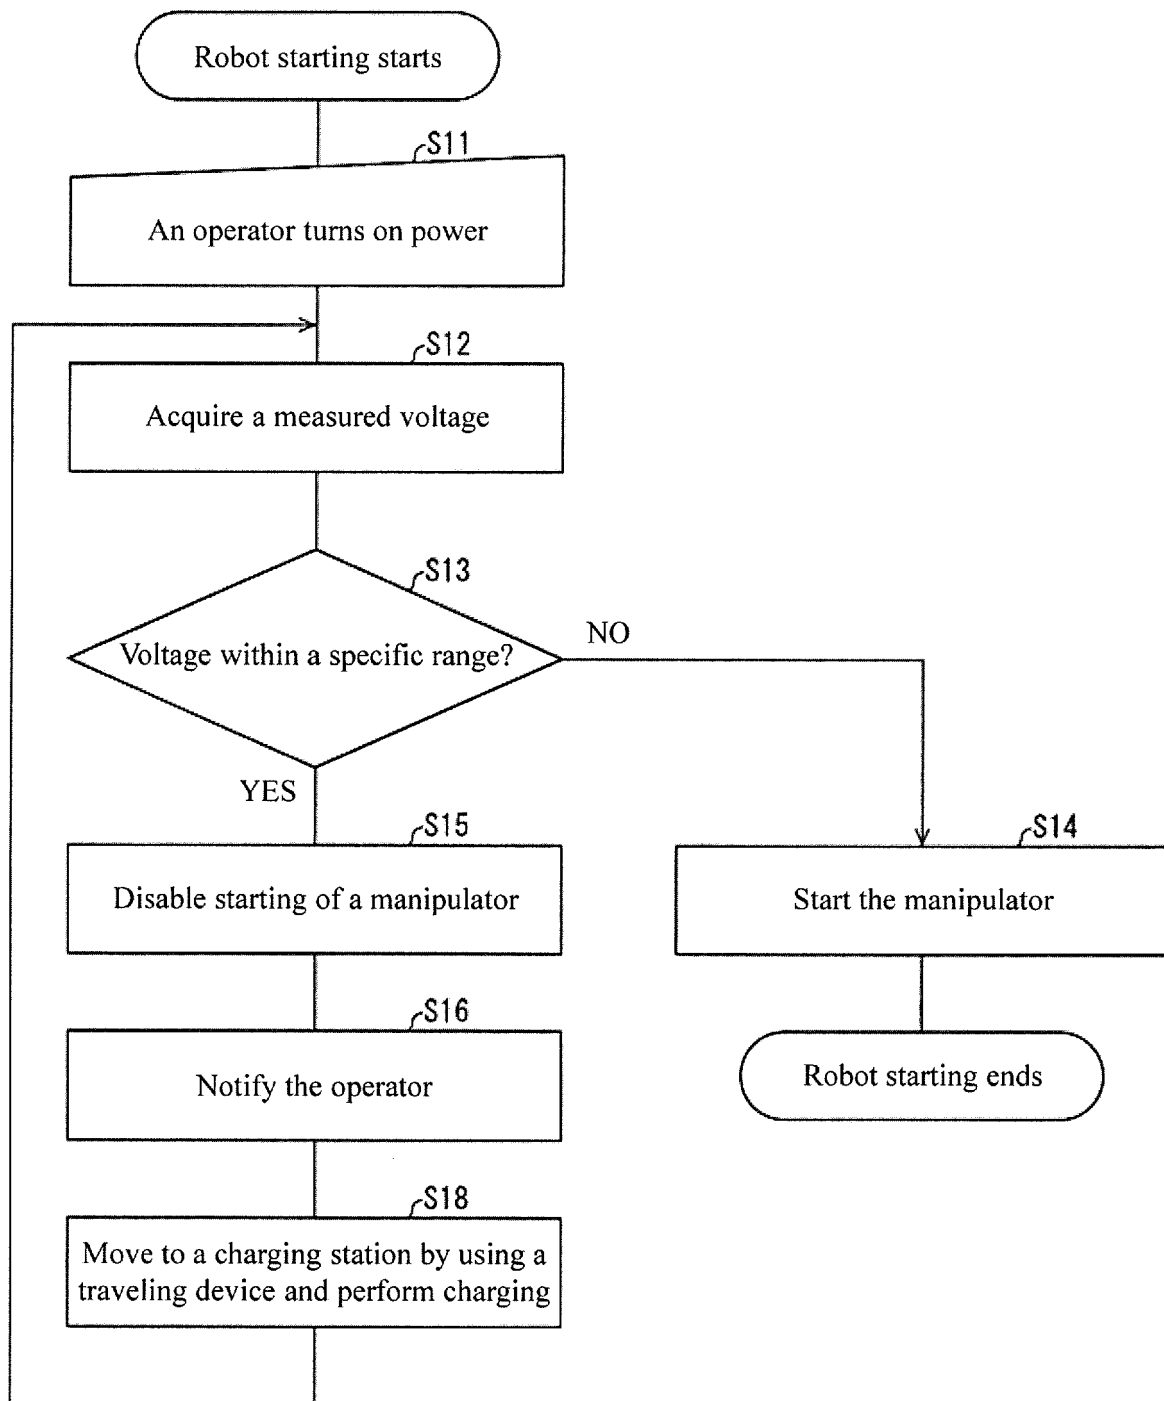 Robot starting starts
S11
An operator turns on power
S12
Acquire a measured voltage
S13
Voltage within a specific range?
NO
YES
S15
Disable starting of a manipulator
S14
Start the manipulator
S16
Notify the operator
Robot starting ends
S18
Move to a charging station by using a
traveling device and perform charging